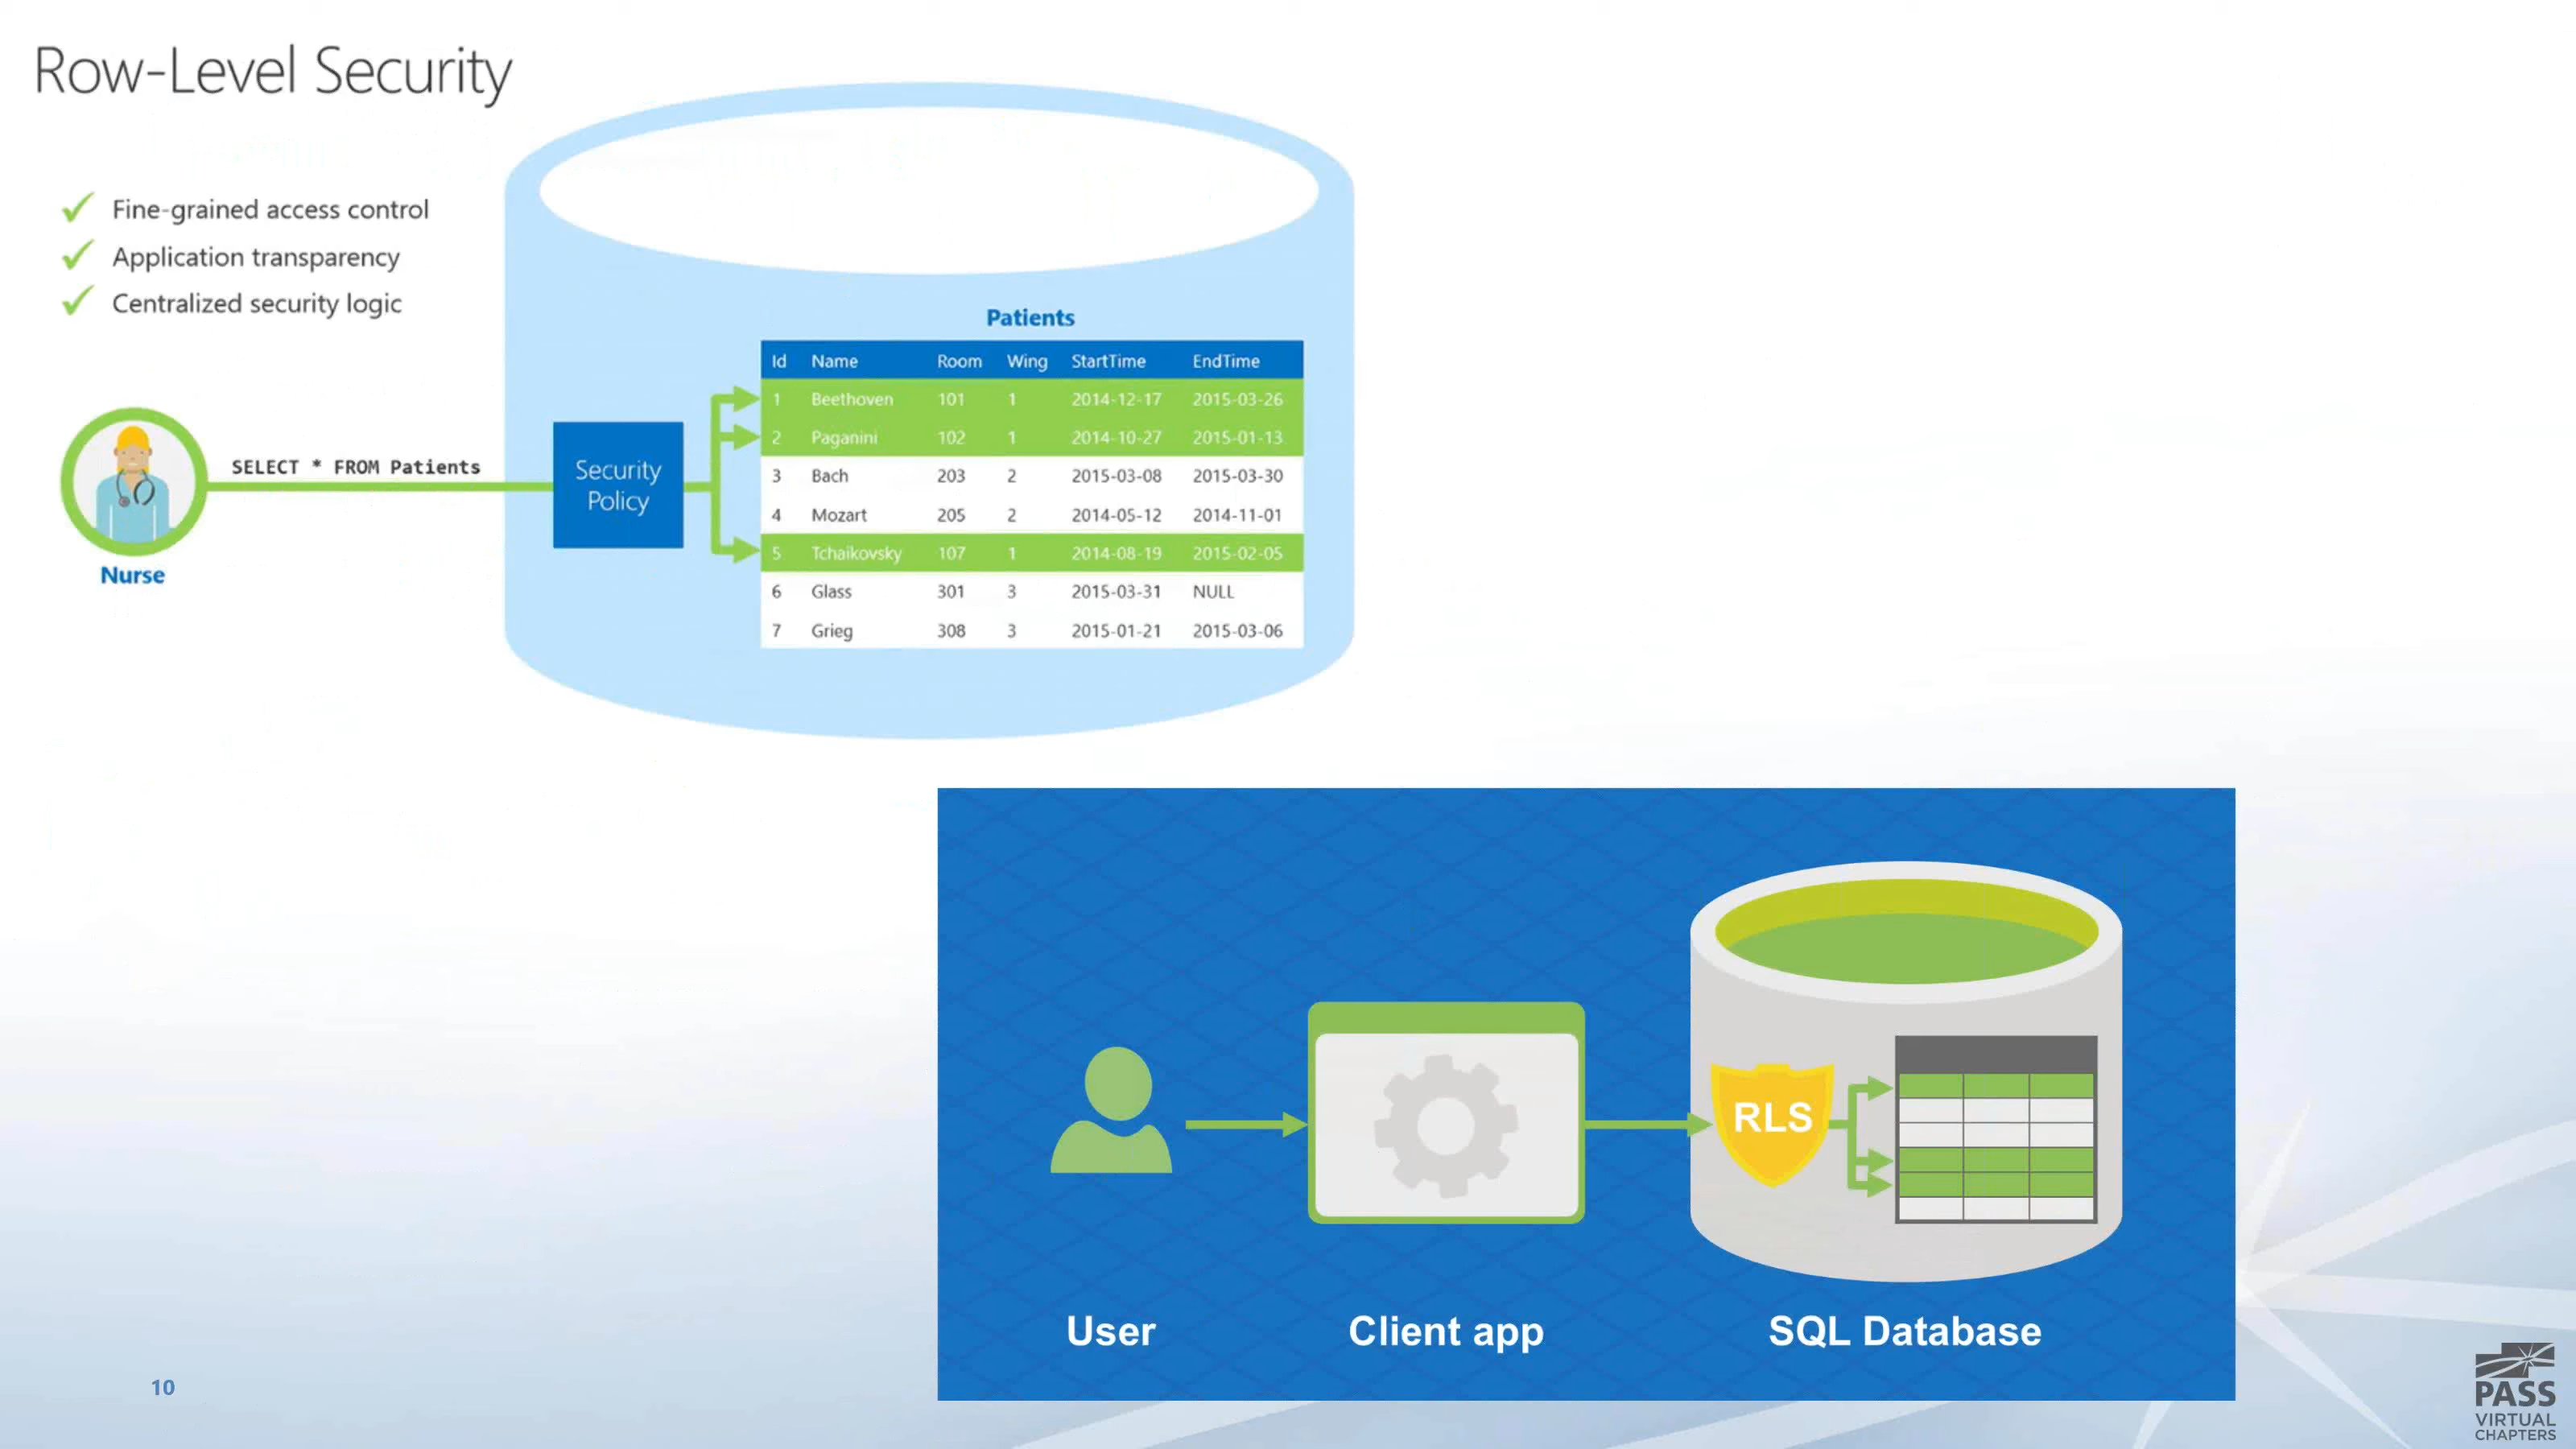 Row-Level Security
Fine-grained access control
Application transparency
Centralized security logic
Patients
Id Name Room Wing StartTime EndTime
1 Beethoven 101 1 2014-12-17 2015-03-26
2 Paganini 102 1 2014-10-27 2015-01-13
3 Bach 203 2 2015-03-08 2015-03-30
4 Mozart 205 2 2014-05-12 2014-11-01
5 Tchaikovsky 107 1 2014-08-19 2015-02-05
6 Glass 301 3 2015-03-31 NULL
7 Grieg 308 3 2015-01-21 2015-03-06
SELECT * FROM Patients
Security
Policy
Nurse
RLS
User
Client app
SQL Database
10
PASS
VIRTUAL
CHAPTERS